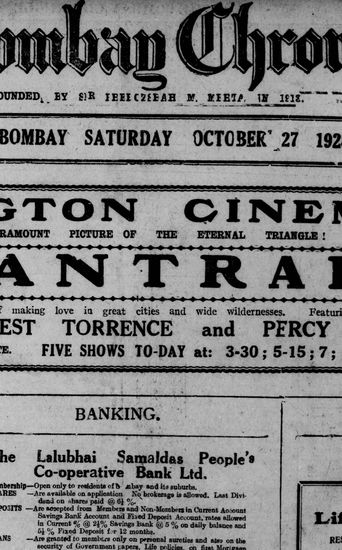 ombay Chron
OUNDED BY SIR PHEROZESHAH M. MEHTA, IN 1913.
BOMBAY SATURDAY OCTOBER 27 192
GTON CINEM
RAMOUNT PICTURE OF THE ETERNAL TRIANGLE!
ANTRA
f making love in great cities and wide wildernesses. Featuri
EST TORRENCE and PERCY
TE. FIVE SHOWS TO-DAY at: 3-30; 5-15; 7;
BANKING.
he Lalubhai Samaldas People's
Co-operative Bank Ltd.
mbership—Open only to residents of b mbay and its suburbs.
ARES —Are available on application No brokerage is allowed. Last Divi-
dend on shares paid @ 6¼ %.
POSITS —Are accepted from Members and Non-Members in Current Account
Savings Bank Account and Fixed Deposit Account, rates allowed
in Current % @ 2½% Savings Bank @ 5 % on daily balance and
6½ % Fixed Deposit for 12 months.
ANS —Are granted to members only on personal sureties and also on the
security of Government papers, Life policies, on first Mortgage
Lif
RES